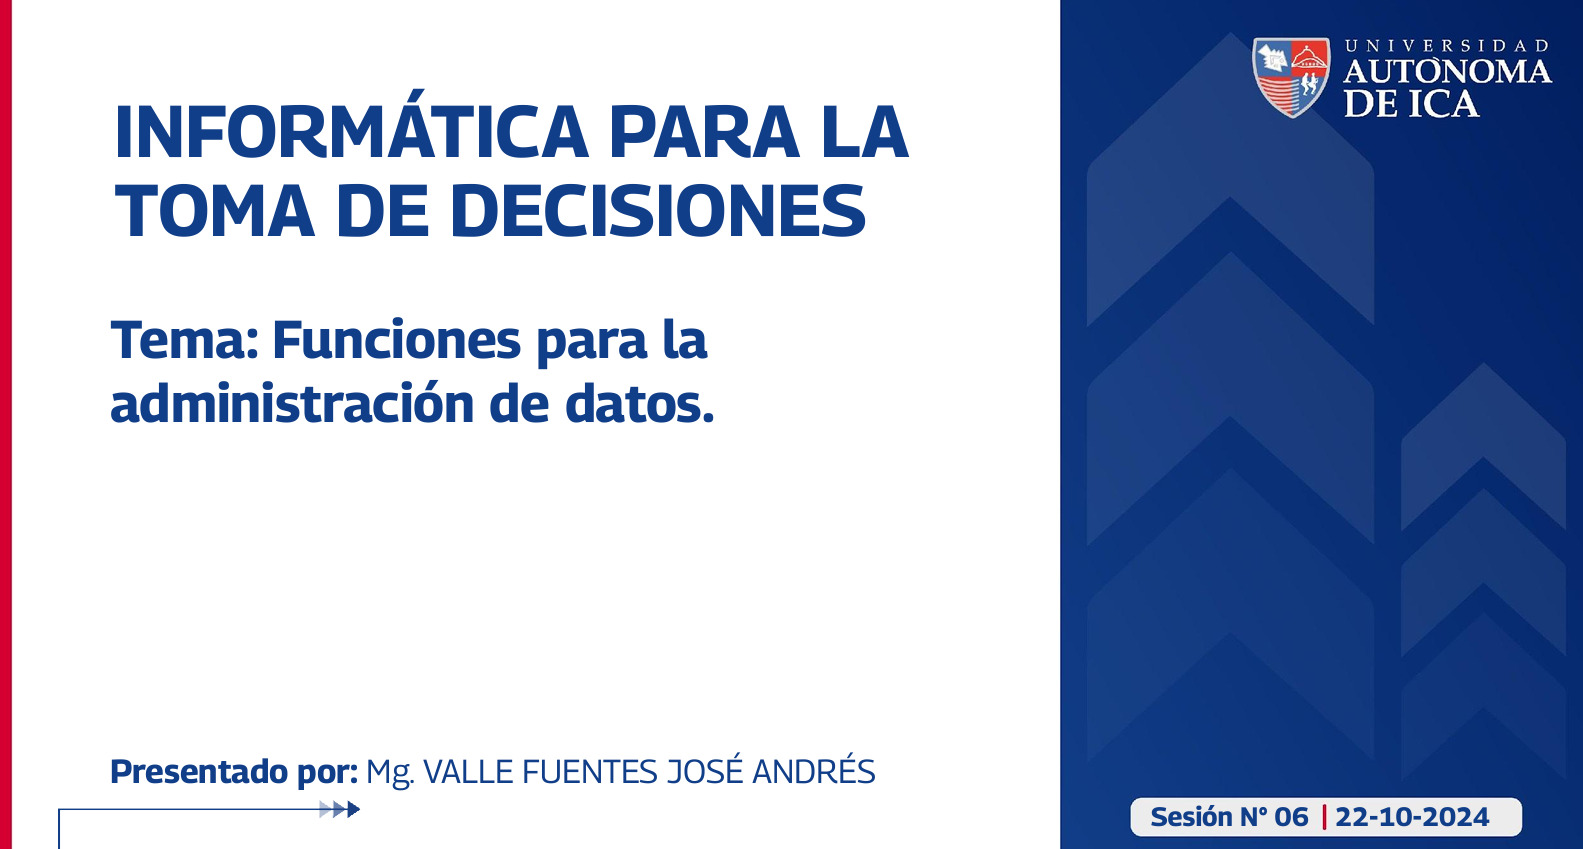 INFORMÁTICA PARA LA
TOMA DE DECISIONES
Tema: Funciones para la
administración de datos.
Presentado por: Mg. VALLE FUENTES JOSÉ ANDRÉS
UNIVERSIDAD
AUTÓNOMA
DE ICA
Sesión N° 06 | 22-10-2024